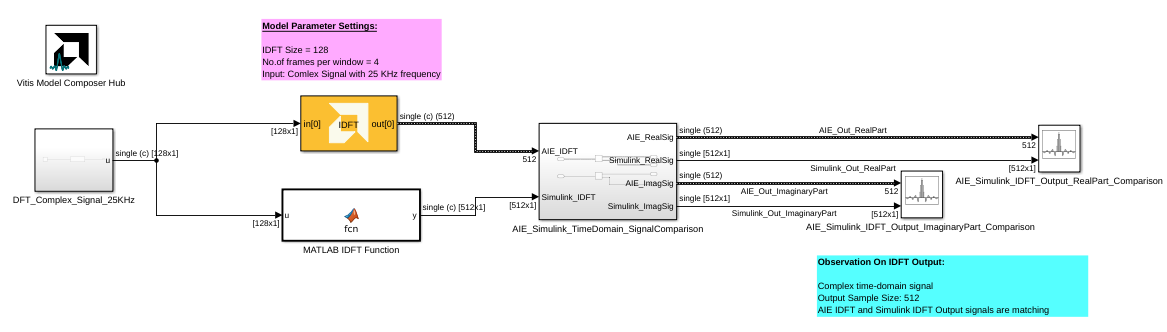 Model Parameter Settings:
IDFT Size = 128
No.of frames per window = 4
Input: Comlex Signal with 25 KHz frequency
Vitis Model Composer Hub
u
single (c) [128x1]
DFT_Complex_Signal_25KHz
[128x1]
in[0]
IDFT
out[0]
single (c) (512)
512
[128x1]
u
fcn
y
single (c) [512x1]
[512x1]
MATLAB IDFT Function
AIE_IDFT
Simulink_IDFT
AIE_RealSig
Simulink_RealSig
AIE_ImagSig
Simulink_ImagSig
AIE_Simulink_TimeDomain_SignalComparison
single (512)
AIE_Out_RealPart
512
single [512x1]
Simulink_Out_RealPart
[512x1]
single (512)
AIE_Out_ImaginaryPart
512
single [512x1]
Simulink_Out_ImaginaryPart
[512x1]
AIE_Simulink_IDFT_Output_RealPart_Comparison
AIE_Simulink_IDFT_Output_ImaginaryPart_Comparison
Observation On IDFT Output:
Complex time-domain signal
Output Sample Size: 512
AIE IDFT and Simulink IDFT Output signals are matching